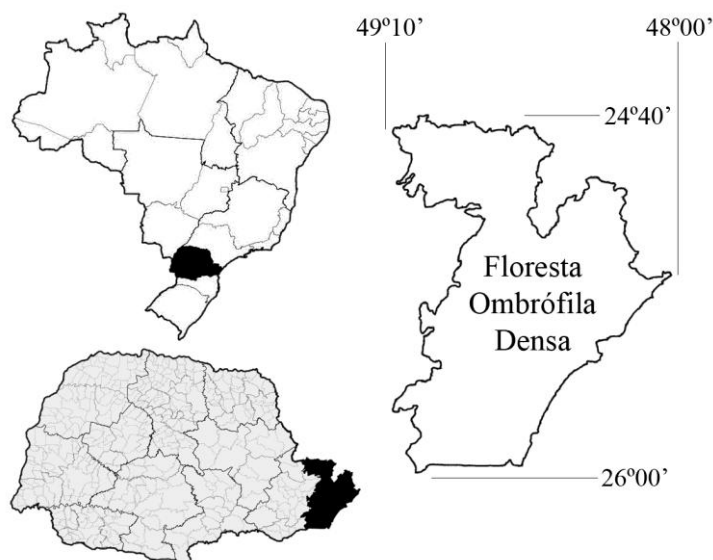 49º10’
48º00’
24º40’
Floresta
Ombrófila
Densa
26º00’